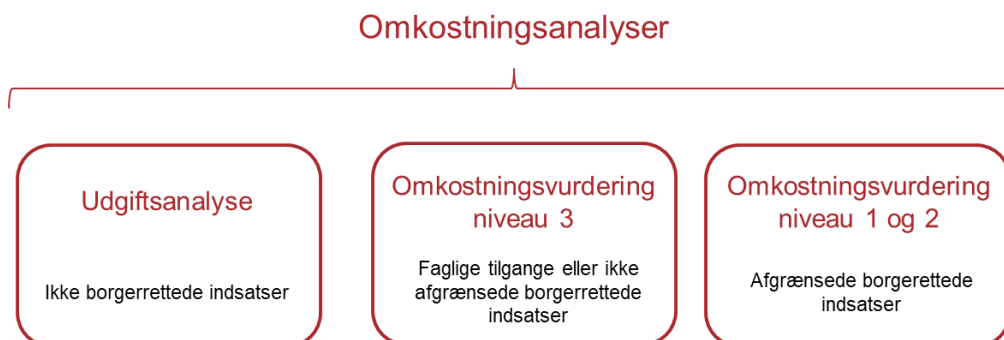 Omkostningsanalyser
Udgiftsanalyse
Ikke borgerrettede indsatser
Omkostningsvurdering
niveau 3
Faglige tilgange eller ikke
afgrænsede borgerrettede
indsatser
Omkostningsvurdering
niveau 1 og 2
Afgrænsede borgerettede
indsatser